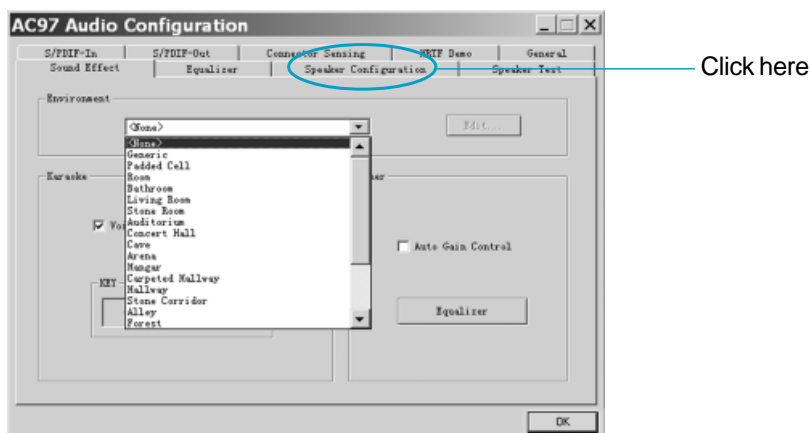 AC97 Audio Configuration
S/PDIF-In S/PDIF-Out Connector Sensing HRTF Demo General
Sound Effect Equalizer Speaker Configuration Speaker Test
Click here
Environment
<None> Edit...
<None>
Generic
Padded Cell
Room
Bathroom
Living Room
Stone Room
Auditorium
Concert Hall
Cave
Arena
Hangar
Carpeted Hallway
Hallway
Stone Corridor
Alley
Forest
Karaoke
Auto Gain Control
KEY
Equalizer
OK